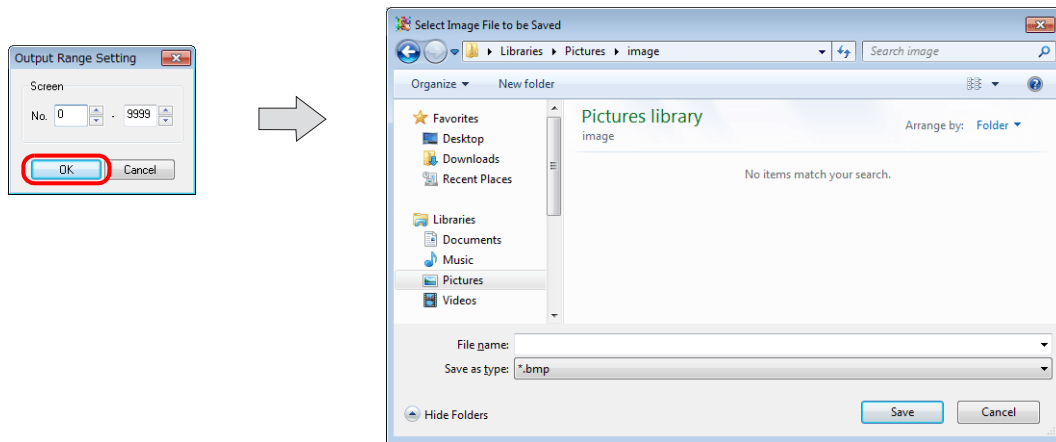 Output Range Setting
Screen
No. 0 - 9999
OK Cancel
Select Image File to be Saved
Libraries Pictures image
Search image
Organize New folder
Favorites
Desktop
Downloads
Recent Places
Libraries
Documents
Music
Pictures
Videos
Pictures library
image
Arrange by: Folder
No items match your search.
File name:
Save as type: *.bmp
Hide Folders
Save Cancel